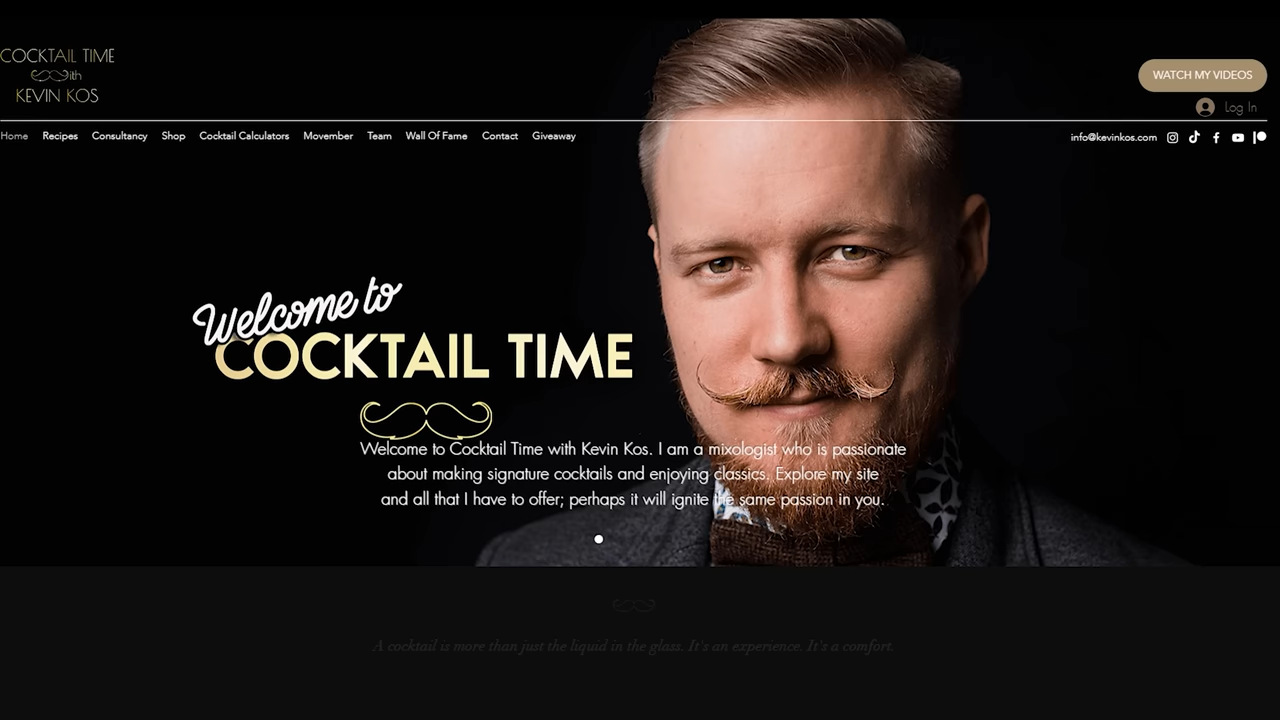 COCKTAIL TIME
ith
KEVIN KOS
WATCH MY VIDEOS
Log In
Home Recipes Consultancy Shop Cocktail Calculators Movember Team Wall Of Fame Contact Giveaway
info@kevinkos.com
Welcome to
COCKTAIL TIME
Welcome to Cocktail Time with Kevin Kos. I am a mixologist who is passionate
about making signature cocktails and enjoying classics. Explore my site
and all that I have to offer; perhaps it will ignite the same passion in you.
A cocktail is more than just the liquid in the glass. It's an experience. It's a comfort.